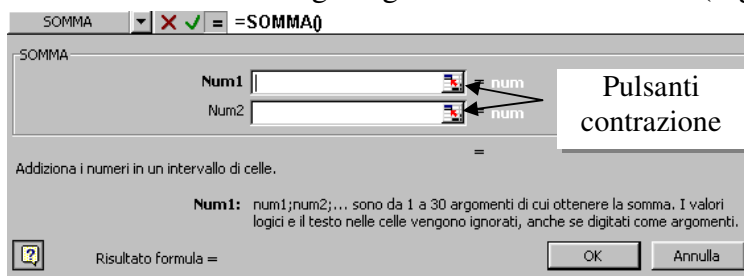 SOMMA = =SOMMA()
SOMMA
Num1 = num
Num2 = num
Pulsanti
contrazione
=
Addiziona i numeri in un intervallo di celle.
Num1: num1;num2;... sono da 1 a 30 argomenti di cui ottenere la somma. I valori
logici e il testo nelle celle vengono ignorati, anche se digitati come argomenti.
Risultato formula =
OK Annulla